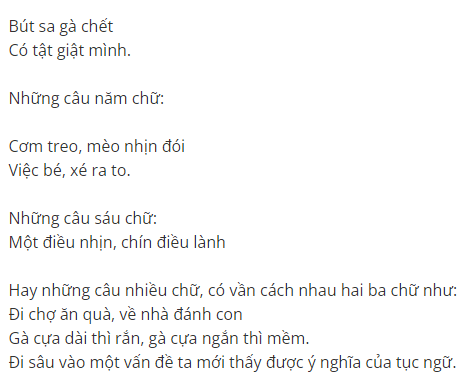 Bút sa gà chết
Có tật giật mình.
Những câu năm chữ:
Cơm treo, mèo nhịn đói
Việc bé, xé ra to.
Những câu sáu chữ:
Một điều nhịn, chín điều lành
Hay những câu nhiều chữ, có vần cách nhau hai ba chữ như:
Đi chợ ăn quà, về nhà đánh con
Gà cựa dài thì rắn, gà cựa ngắn thì mềm.
Đi sâu vào một vấn đề ta mới thấy được ý nghĩa của tục ngữ.